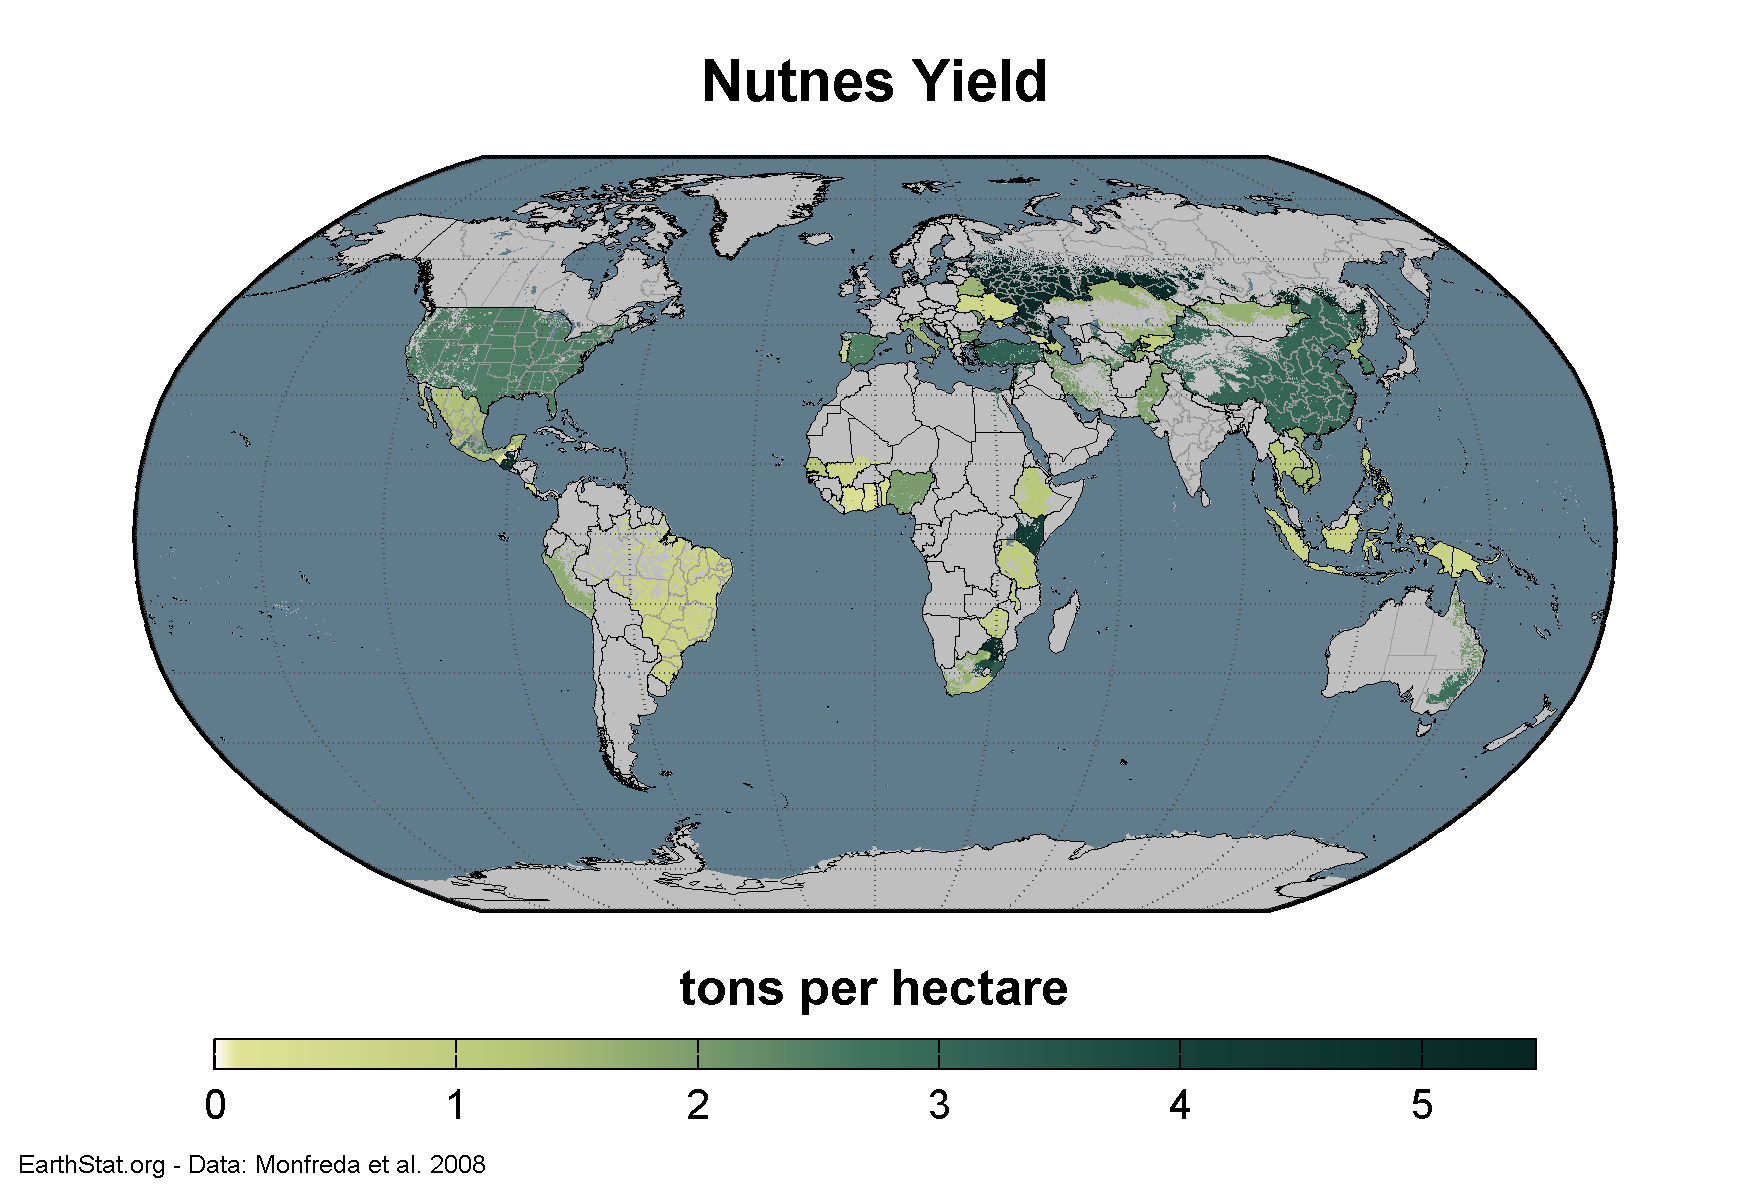 Nutnes Yield
tons per hectare
0 1 2 3 4 5
EarthStat.org - Data: Monfreda et al. 2008